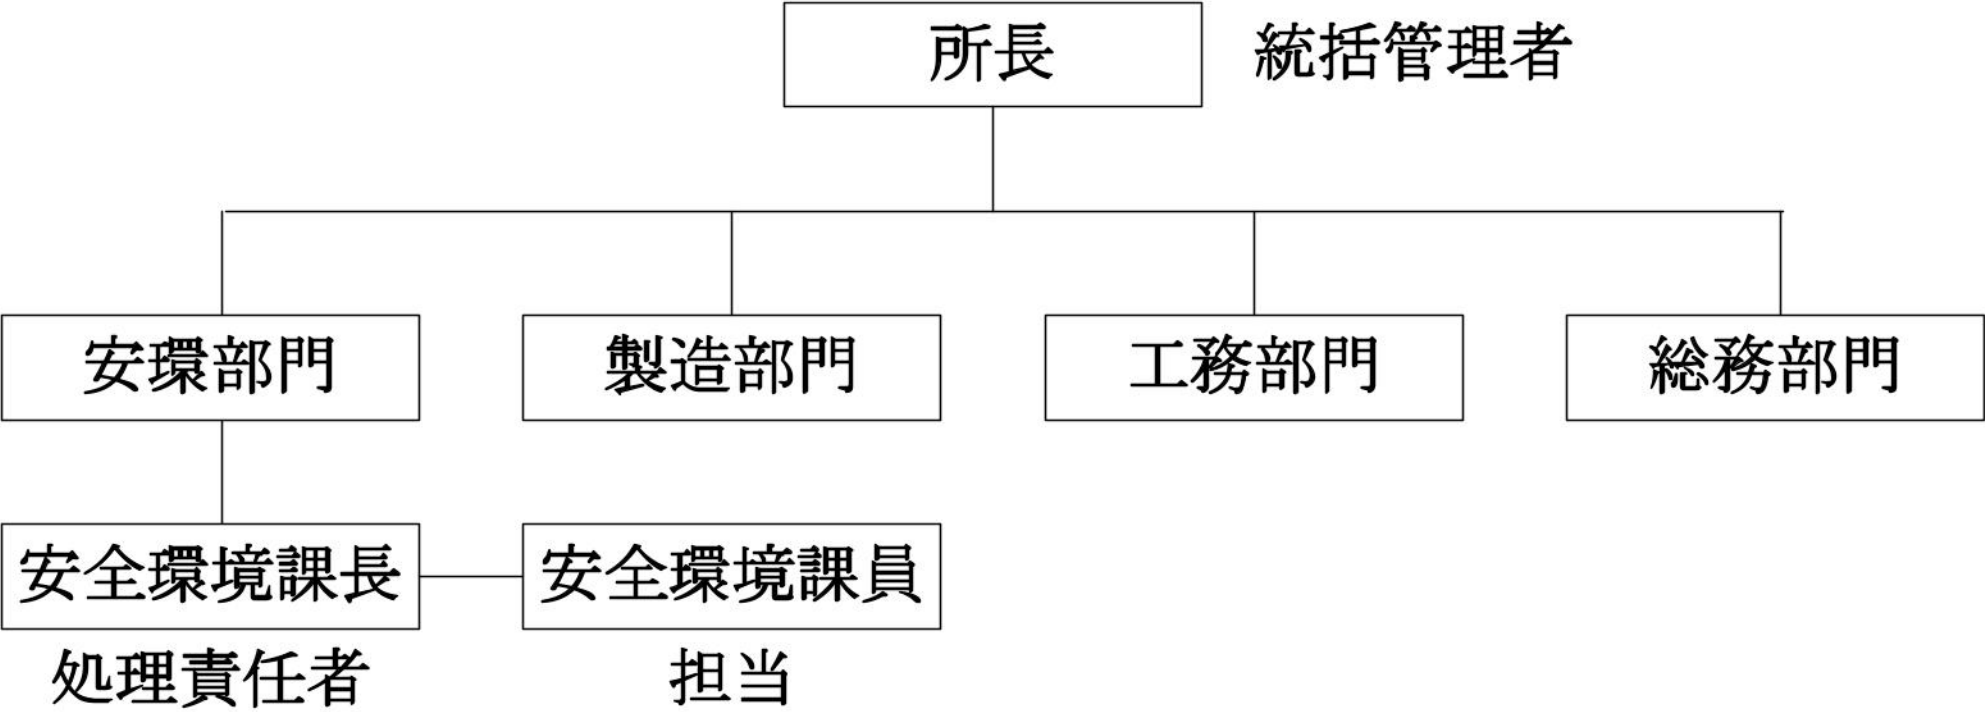 所長
統括管理者
安環部門
製造部門
工務部門
総務部門
安全環境課長
安全環境課員
処理責任者
担当